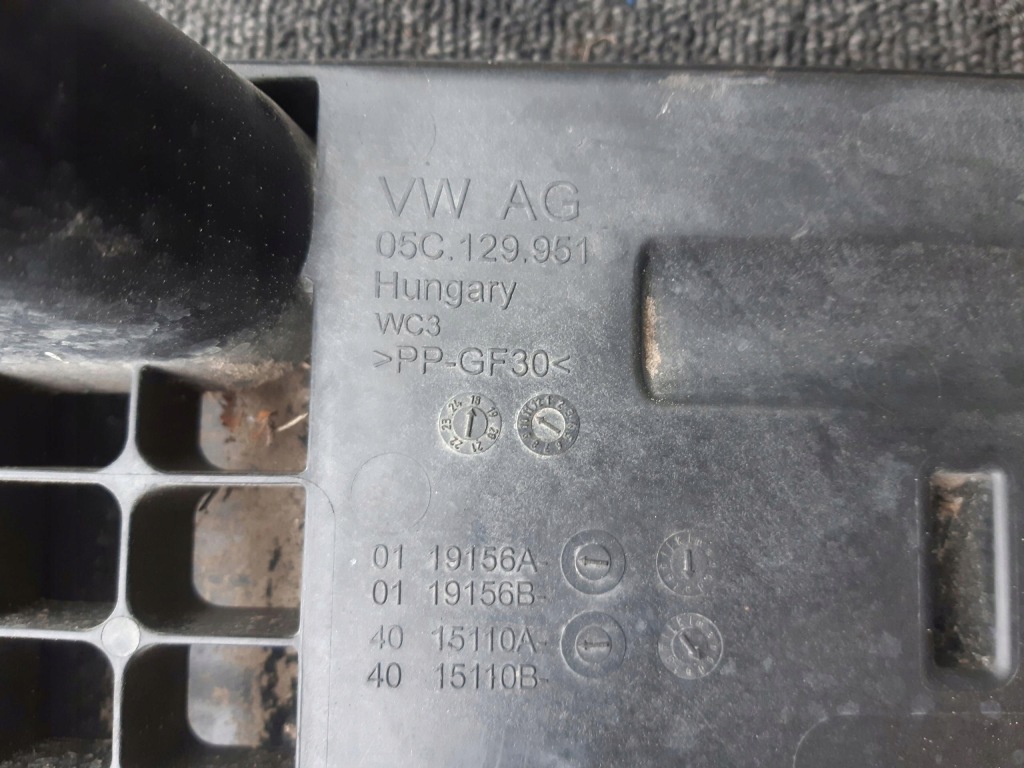 VW AG
05C.129.951
Hungary
WC3
>PP-GF30<
01 19156A-
01 19156B-
40 15110A-
40 15110B-